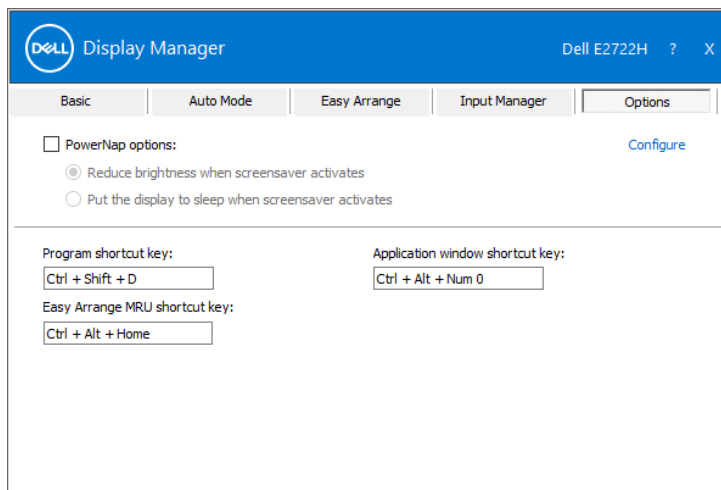 DELL Display Manager Dell E2722H ? X
Basic Auto Mode Easy Arrange Input Manager Options
PowerNap options: Configure
Reduce brightness when screensaver activates
Put the display to sleep when screensaver activates
Program shortcut key: Application window shortcut key:
Ctrl + Shift + D Ctrl + Alt + Num 0
Easy Arrange MRU shortcut key:
Ctrl + Alt + Home